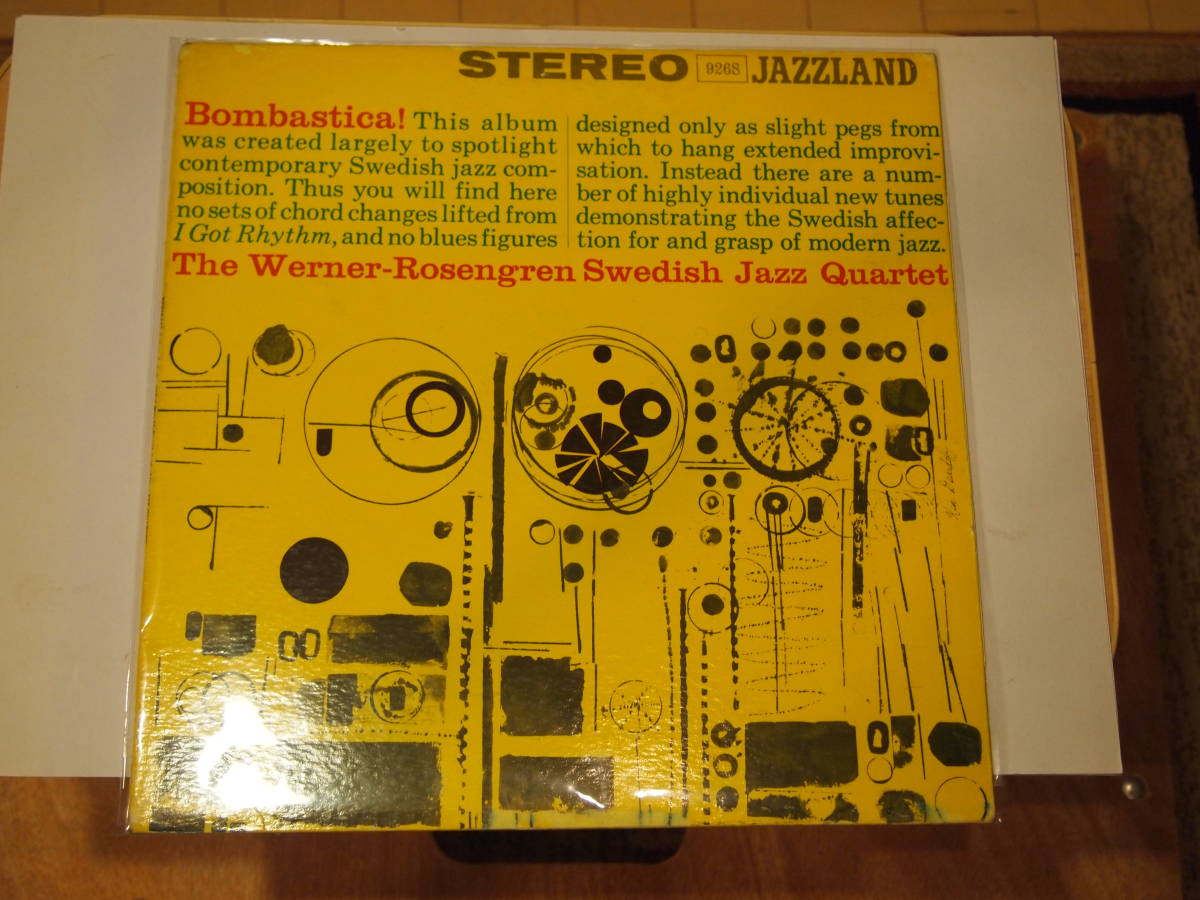 STEREO 926S JAZZLAND
Bombastica! This album
was created largely to spotlight
contemporary Swedish jazz com-
position. Thus you will find here
no sets of chord changes lifted from
I Got Rhythm, and no blues figures
designed only as slight pegs from
which to hang extended improvi-
sation. Instead there are a num-
ber of highly individual new tunes
demonstrating the Swedish affec-
tion for and grasp of modern jazz.
The Werner-Rosengren Swedish Jazz Quartet